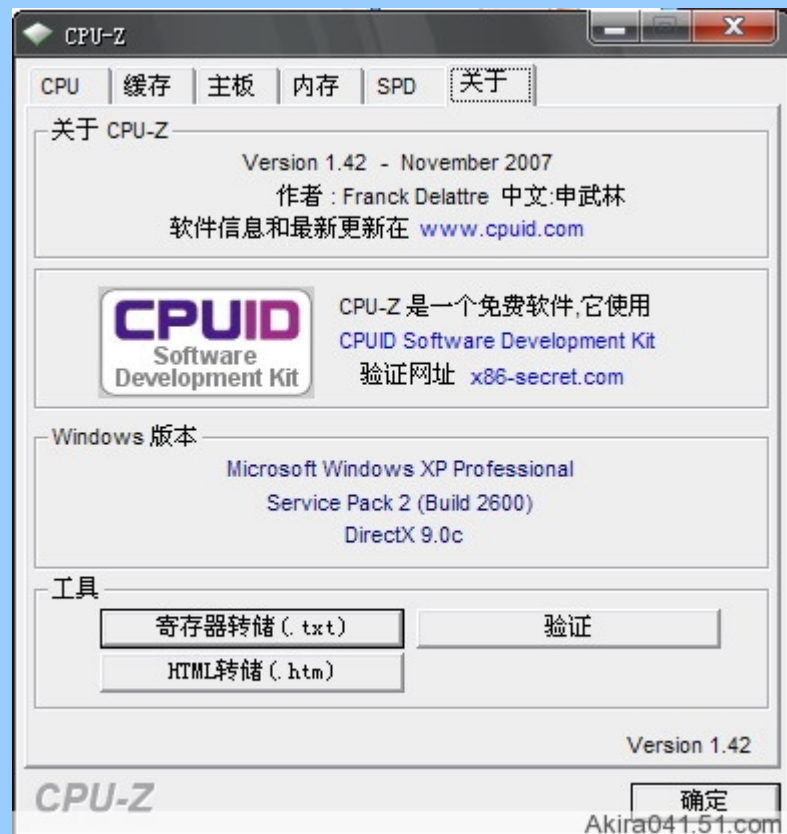 CPU-Z
CPU 缓存 主板 内存 SPD 关于
关于 CPU-Z
Version 1.42 - November 2007
作者 : Franck Delattre 中文:申武林
软件信息和最新更新在 www.cpuid.com
CPUID
Software
Development Kit
CPU-Z 是一个免费软件,它使用
CPUID Software Development Kit
验证网址 x86-secret.com
Windows 版本
Microsoft Windows XP Professional
Service Pack 2 (Build 2600)
DirectX 9.0c
工具
寄存器转储(.txt) 验证
HTML转储(.htm)
Version 1.42
CPU-Z 确定
Akira041.51.com